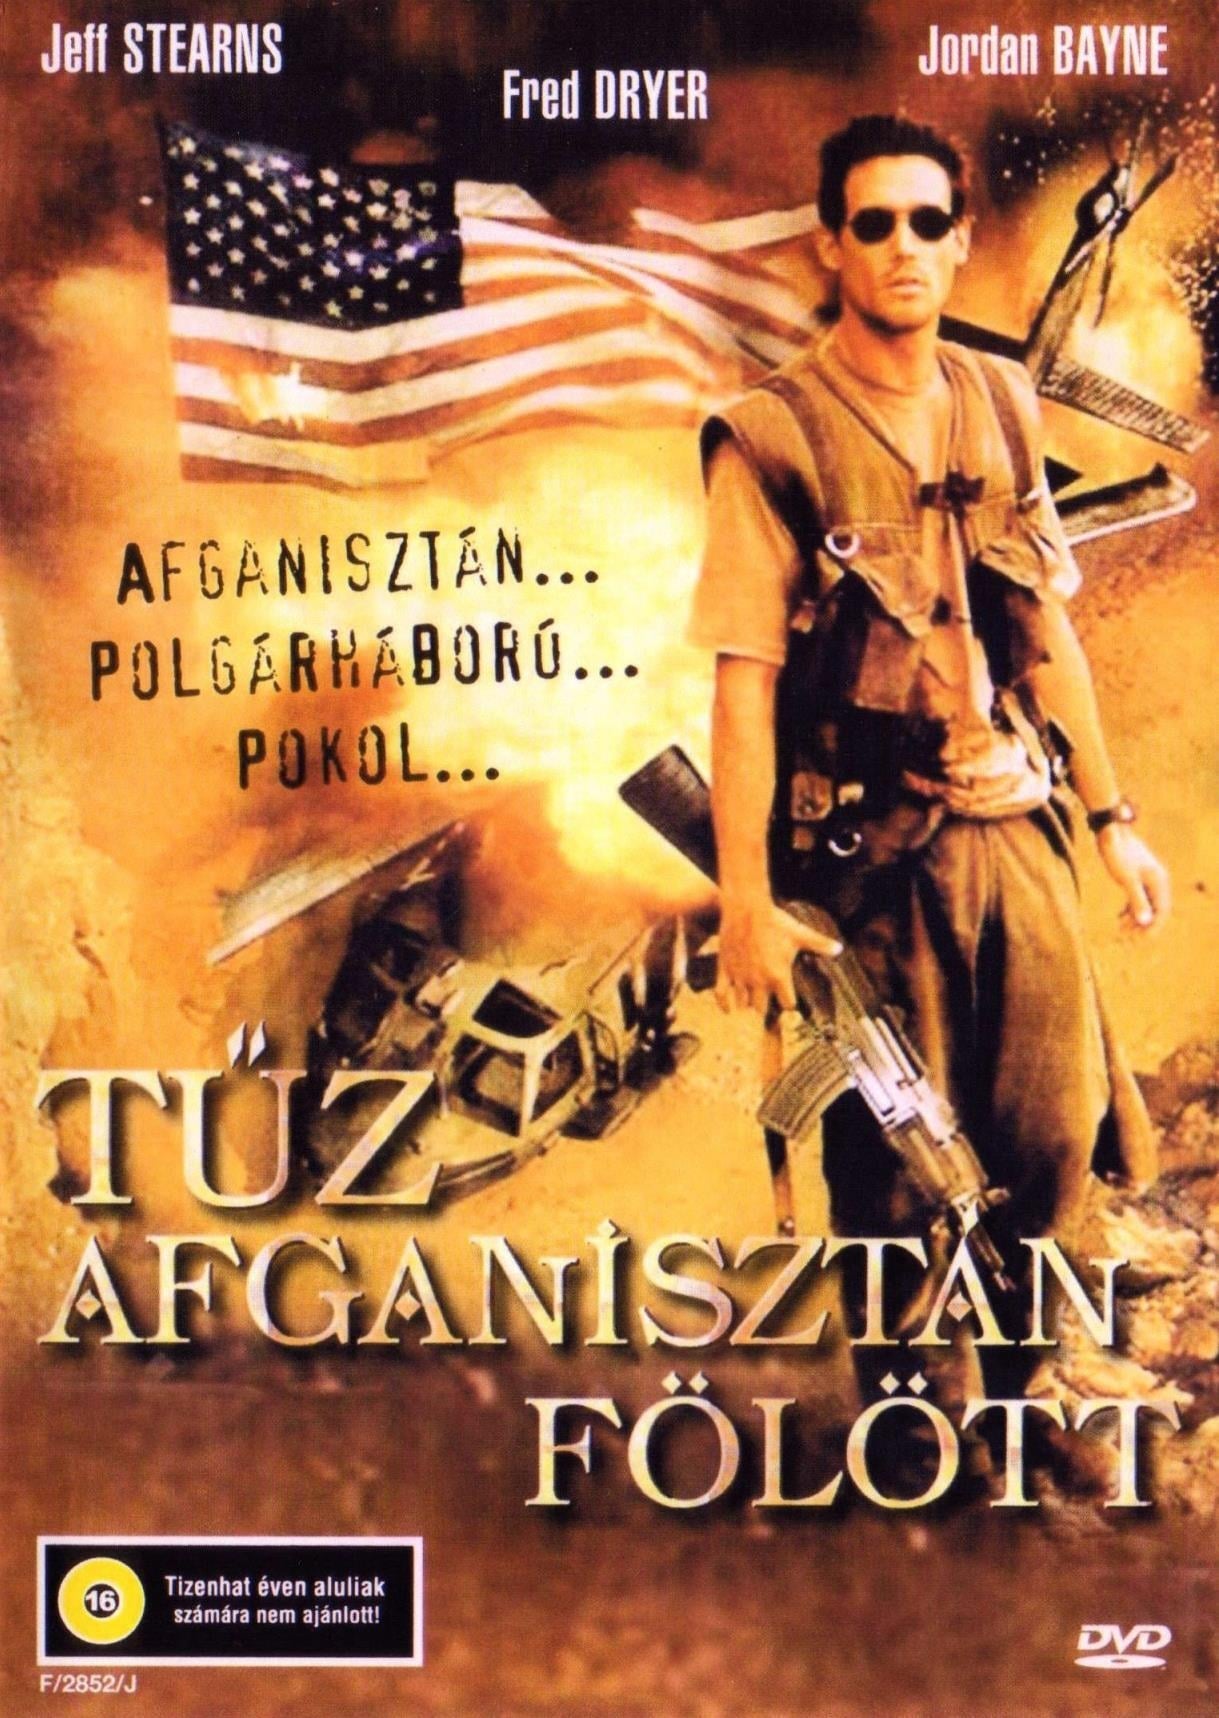 Jeff STEARNS
Fred DRYER
Jordan BAYNE
AFGANISZTÁN...
POLGÁRHÁBORÚ...
POKOL...
TŰZ
AFGANISZTÁN
FÖLÖTT
16
Tizenhat éven aluliak
számára nem ajánlott!
F/2852/J
DVD